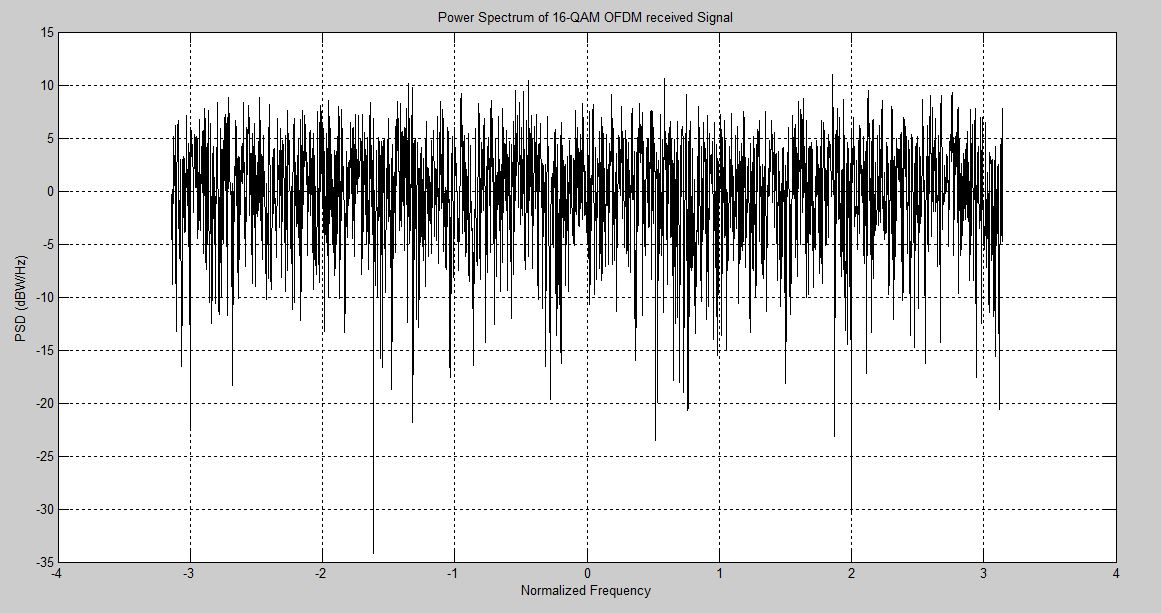 Power Spectrum of 16-QAM OFDM received Signal
15
10
5
0
-5
-10
-15
-20
-25
-30
-35
PSD (dBW/Hz)
-4 -3 -2 -1 0 1 2 3 4
Normalized Frequency